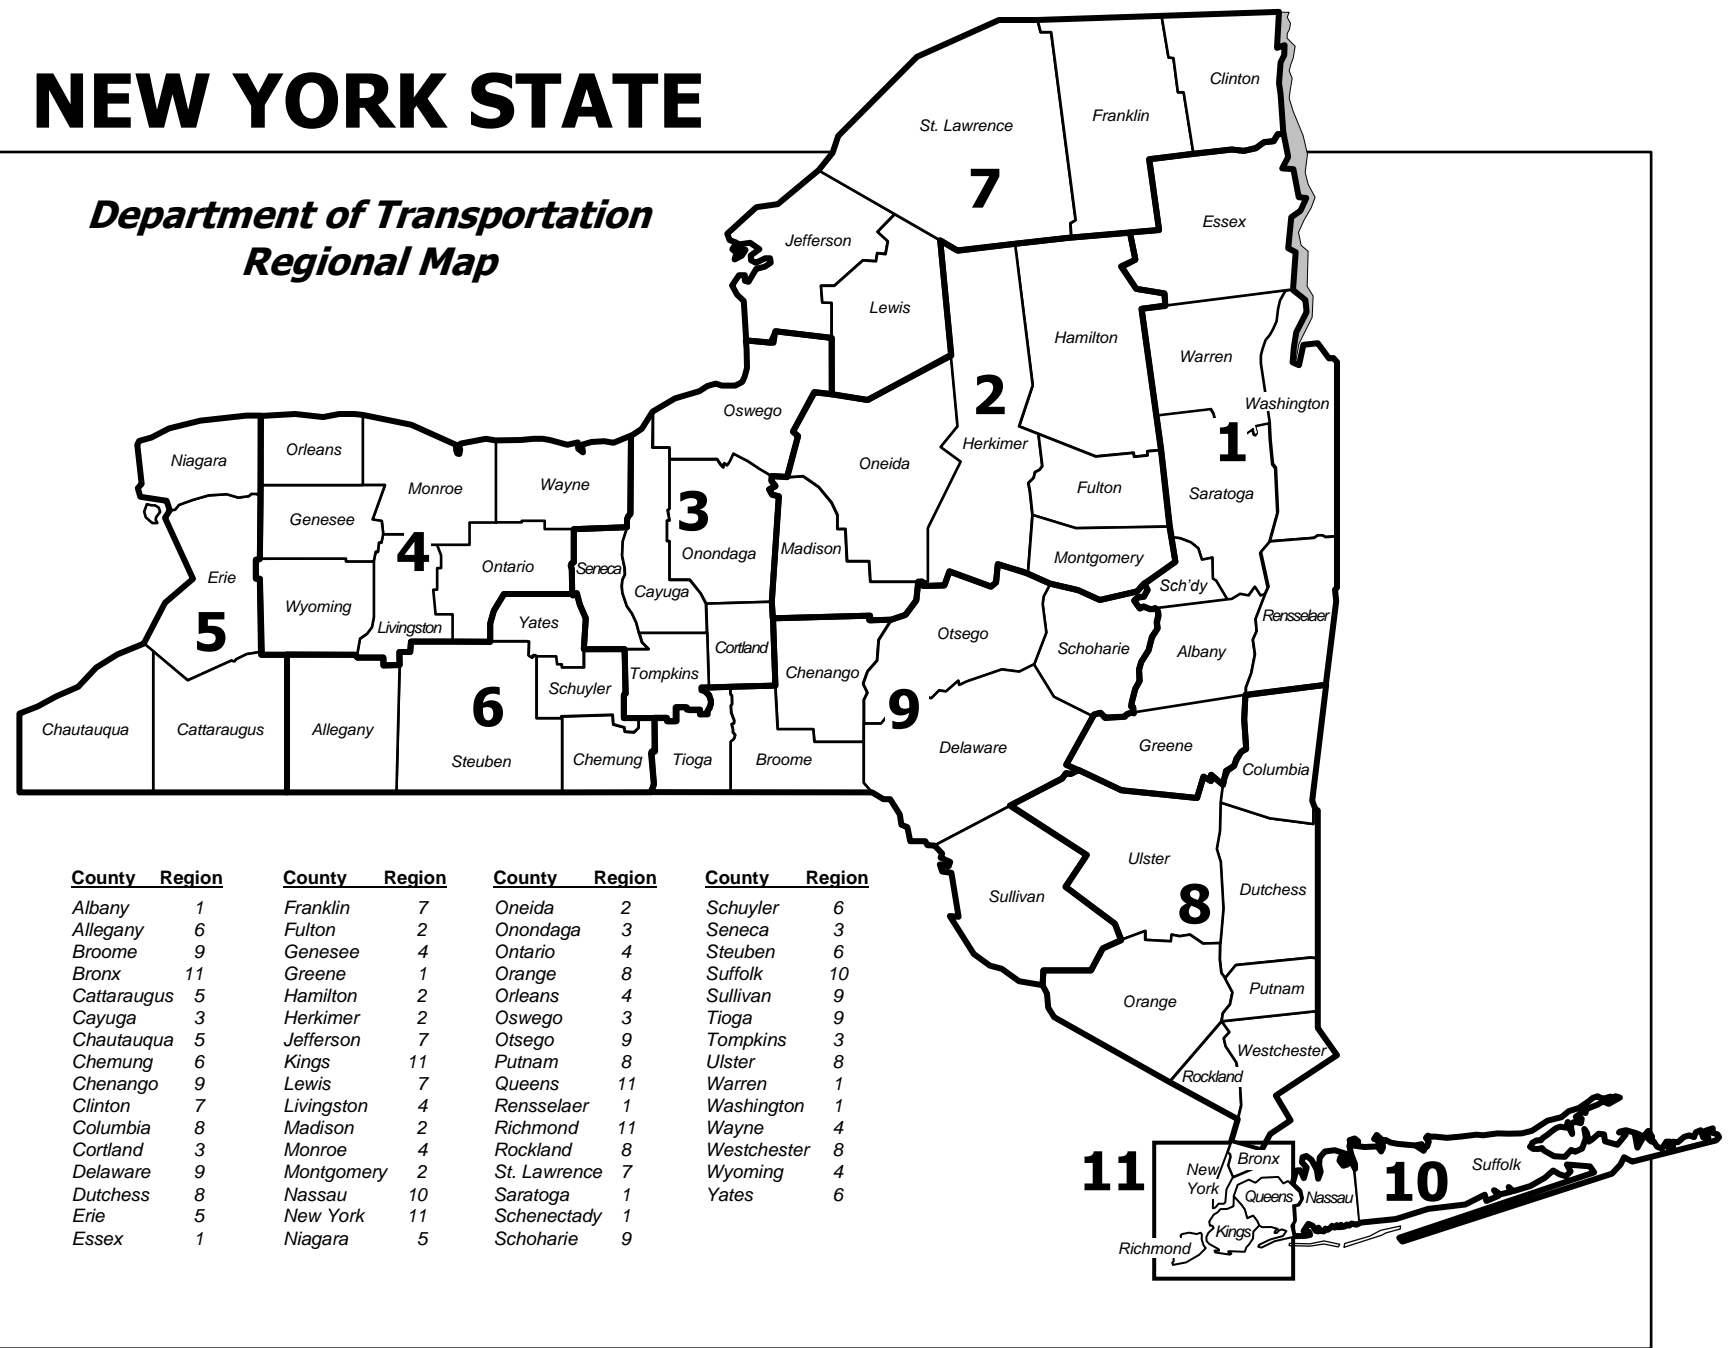 NEW YORK STATE
Department of Transportation
Regional Map
Clinton
Franklin
St. Lawrence
7
Essex
Jefferson
Lewis
Hamilton
Warren
2
Washington
Oswego
1
Herkimer
Orleans
Niagara
Oneida
Wayne
Monroe
Fulton
Saratoga
3
Genesee
4
Madison
Onondaga
Montgomery
Ontario
Seneca
Erie
Sch'dy
Cayuga
Wyoming
Rensselaer
Yates
Livingston
5
Otsego
Cortland
Schoharie
Albany
Tompkins
Chenango
Schuyler
6
9
Chautauqua
Cattaraugus
Allegany
Greene
Delaware
Steuben
Chemung
Tioga
Broome
Columbia
Ulster
Dutchess
Sullivan
8
Putnam
Orange
Westchester
Rockland
11
Bronx
New
York
Queens
Nassau
10
Suffolk
Kings
Richmond
County Region
Albany 1
Allegany 6
Broome 9
Bronx 11
Cattaraugus 5
Cayuga 3
Chautauqua 5
Chemung 6
Chenango 9
Clinton 7
Columbia 8
Cortland 3
Delaware 9
Dutchess 8
Erie 5
Essex 1
County Region
Franklin 7
Fulton 2
Genesee 4
Greene 1
Hamilton 2
Herkimer 2
Jefferson 7
Kings 11
Lewis 7
Livingston 4
Madison 2
Monroe 4
Montgomery 2
Nassau 10
New York 11
Niagara 5
County Region
Oneida 2
Onondaga 3
Ontario 4
Orange 8
Orleans 4
Oswego 3
Otsego 9
Putnam 8
Queens 11
Rensselaer 1
Richmond 11
Rockland 8
St. Lawrence 7
Saratoga 1
Schenectady 1
Schoharie 9
County Region
Schuyler 6
Seneca 3
Steuben 6
Suffolk 10
Sullivan 9
Tioga 9
Tompkins 3
Ulster 8
Warren 1
Washington 1
Wayne 4
Westchester 8
Wyoming 4
Yates 6